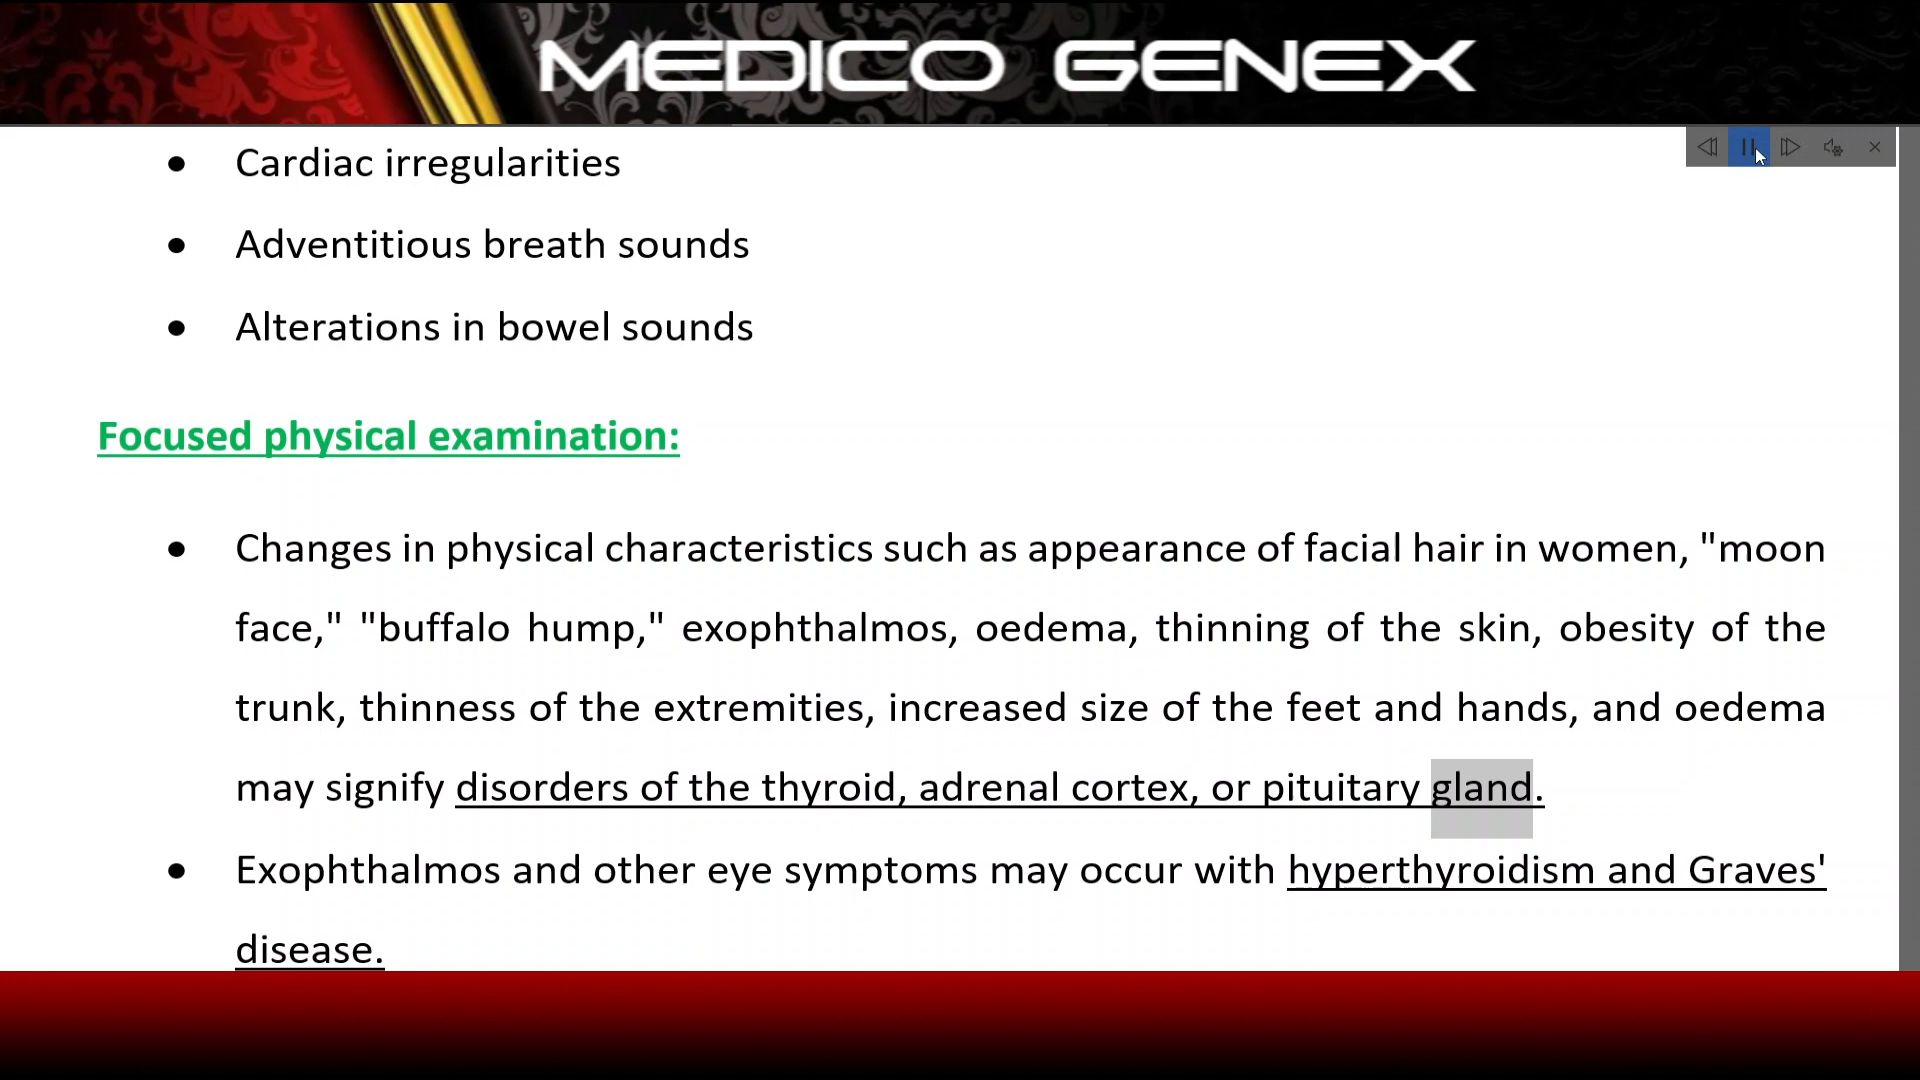 MEDICO GENEX
• Cardiac irregularities
• Adventitious breath sounds
• Alterations in bowel sounds
Focused physical examination:
• Changes in physical characteristics such as appearance of facial hair in women, "moon
face," "buffalo hump," exophthalmos, oedema, thinning of the skin, obesity of the
trunk, thinness of the extremities, increased size of the feet and hands, and oedema
may signify disorders of the thyroid, adrenal cortex, or pituitary gland.
• Exophthalmos and other eye symptoms may occur with hyperthyroidism and Graves'
disease.